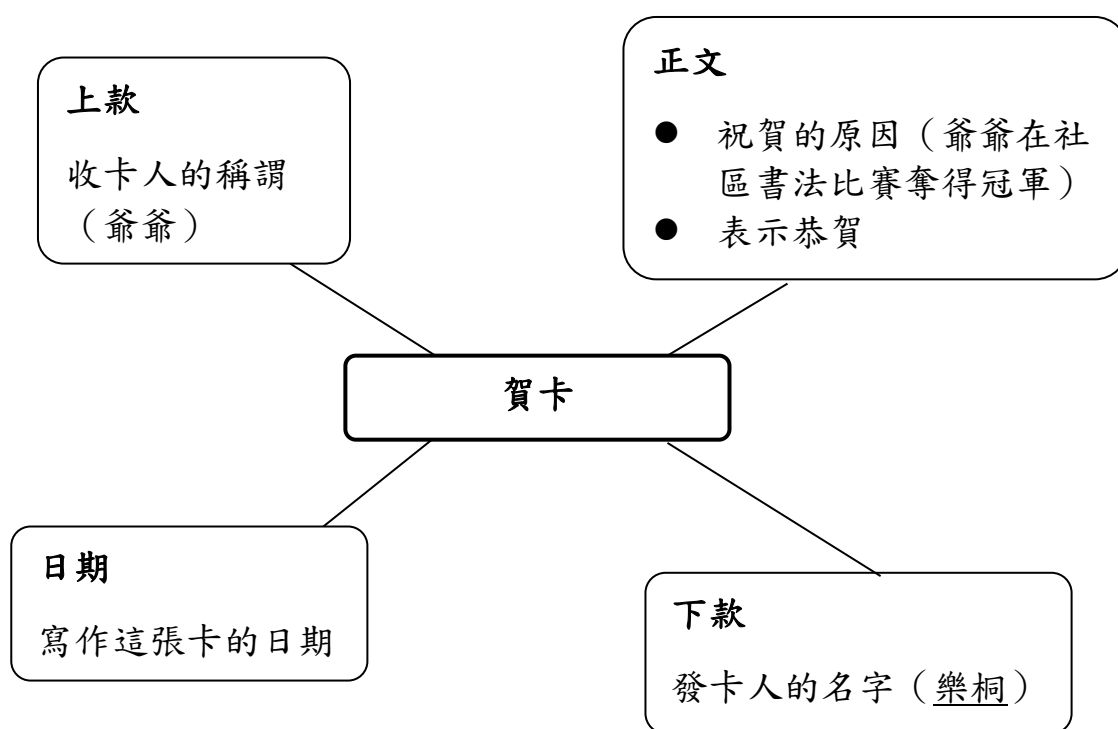 上款
收卡人的稱謂
（爺爺）
正文
● 祝賀的原因（爺爺在社
區書法比賽奪得冠軍）
● 表示恭賀
賀卡
日期
寫作這張卡的日期
下款
發卡人的名字（樂桐）